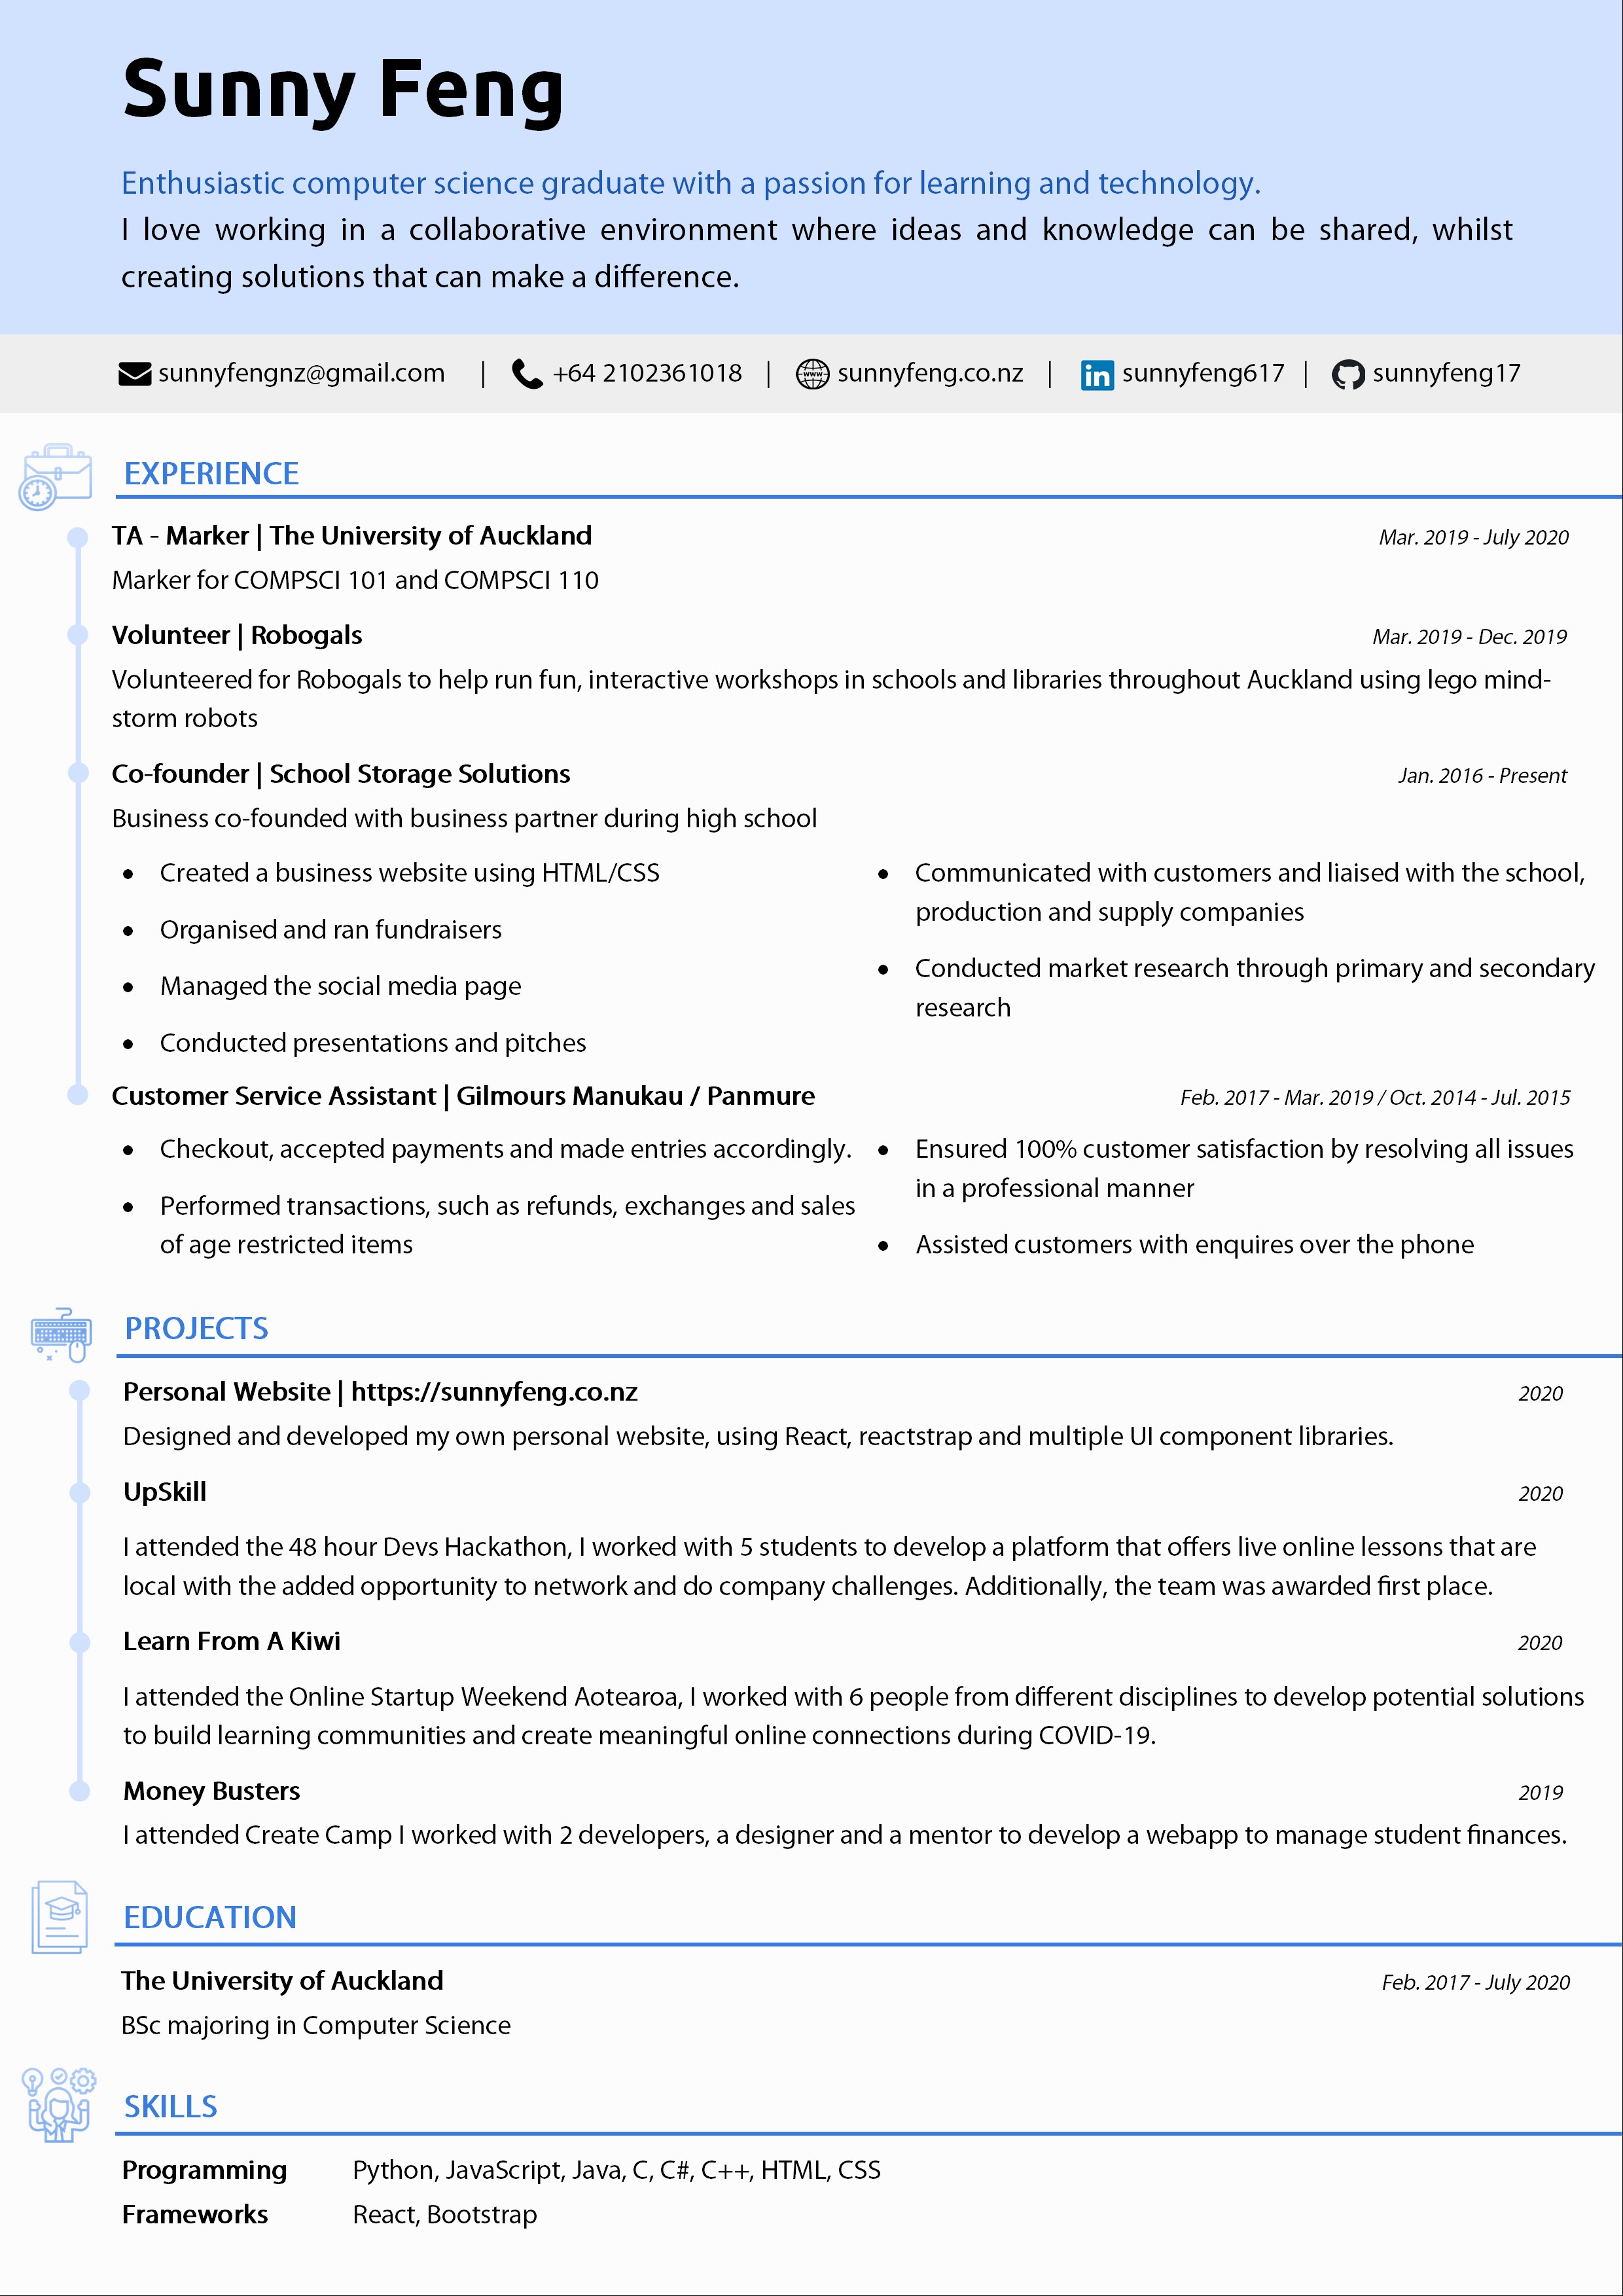 Sunny Feng
Enthusiastic computer science graduate with a passion for learning and technology.
I love working in a collaborative environment where ideas and knowledge can be shared, whilst
creating solutions that can make a difference.
sunnyfengnz@gmail.com | +64 2102361018 | www sunnyfeng.co.nz | in sunnyfeng617 | sunnyfeng17
EXPERIENCE
TA - Marker | The University of Auckland Mar. 2019 - July 2020
Marker for COMPSCI 101 and COMPSCI 110
Volunteer | Robogals Mar. 2019 - Dec. 2019
Volunteered for Robogals to help run fun, interactive workshops in schools and libraries throughout Auckland using lego mind-
storm robots
Co-founder | School Storage Solutions Jan. 2016 - Present
Business co-founded with business partner during high school
• Created a business website using HTML/CSS
• Organised and ran fundraisers
• Managed the social media page
• Conducted presentations and pitches
• Communicated with customers and liaised with the school,
production and supply companies
• Conducted market research through primary and secondary
research
Customer Service Assistant | Gilmours Manukau / Panmure Feb. 2017 - Mar. 2019 / Oct. 2014 - Jul. 2015
• Checkout, accepted payments and made entries accordingly.
• Performed transactions, such as refunds, exchanges and sales
of age restricted items
• Ensured 100% customer satisfaction by resolving all issues
in a professional manner
• Assisted customers with enquires over the phone
PROJECTS
Personal Website | https://sunnyfeng.co.nz 2020
Designed and developed my own personal website, using React, reactstrap and multiple UI component libraries.
UpSkill 2020
I attended the 48 hour Devs Hackathon, I worked with 5 students to develop a platform that offers live online lessons that are
local with the added opportunity to network and do company challenges. Additionally, the team was awarded first place.
Learn From A Kiwi 2020
I attended the Online Startup Weekend Aotearoa, I worked with 6 people from different disciplines to develop potential solutions
to build learning communities and create meaningful online connections during COVID-19.
Money Busters 2019
I attended Create Camp I worked with 2 developers, a designer and a mentor to develop a webapp to manage student finances.
EDUCATION
The University of Auckland Feb. 2017 - July 2020
BSc majoring in Computer Science
SKILLS
Programming Python, JavaScript, Java, C, C#, C++, HTML, CSS
Frameworks React, Bootstrap